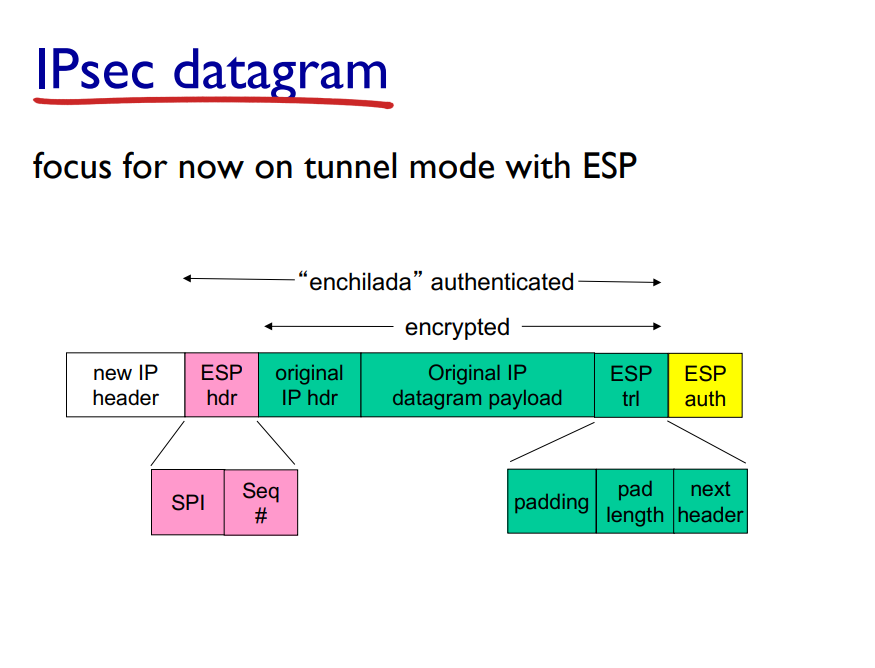 IPsec datagram
focus for now on tunnel mode with ESP
“enchilada” authenticated
encrypted
new IP
header
ESP
hdr
original
IP hdr
Original IP
datagram payload
ESP
trl
ESP
auth
SPI
Seq
#
padding
pad
length
next
header